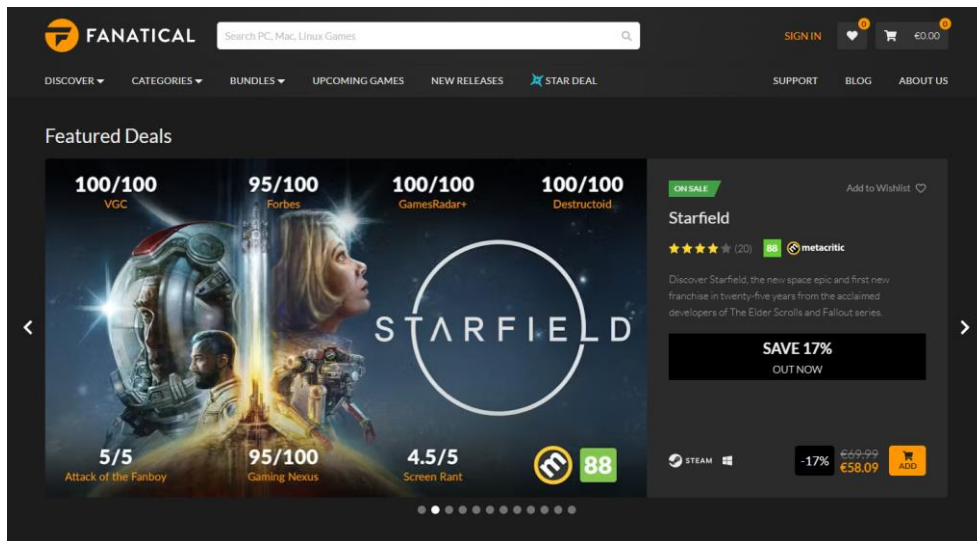 FANATICAL
Search PC, Mac, Linux Games
SIGN IN
0
0
€0.00
DISCOVER
CATEGORIES
BUNDLES
UPCOMING GAMES
NEW RELEASES
STAR DEAL
SUPPORT
BLOG
ABOUT US
Featured Deals
100/100
VGC
95/100
Forbes
100/100
GamesRadar+
100/100
Destructoid
STARFIELD
5/5
Attack of the Fanboy
95/100
Gaming Nexus
4.5/5
Screen Rant
88
ON SALE
Add to Wishlist
Starfield
(20)
88
metacritic
Discover Starfield, the new space epic and first new
franchise in twenty-five years from the acclaimed
developers of The Elder Scrolls and Fallout series.
SAVE 17%
OUT NOW
STEAM
-17%
€69.99
€58.09
ADD